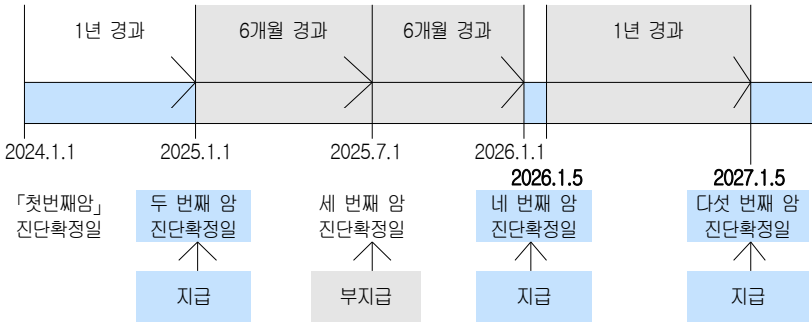 1년 경과
6개월 경과
6개월 경과
1년 경과
2024.1.1
2025.1.1
2025.7.1
2026.1.1
2026.1.5
2027.1.5
「첫번째암」
진단확정일
두 번째 암
진단확정일
세 번째 암
진단확정일
네 번째 암
진단확정일
다섯 번째 암
진단확정일
지급
부지급
지급
지급